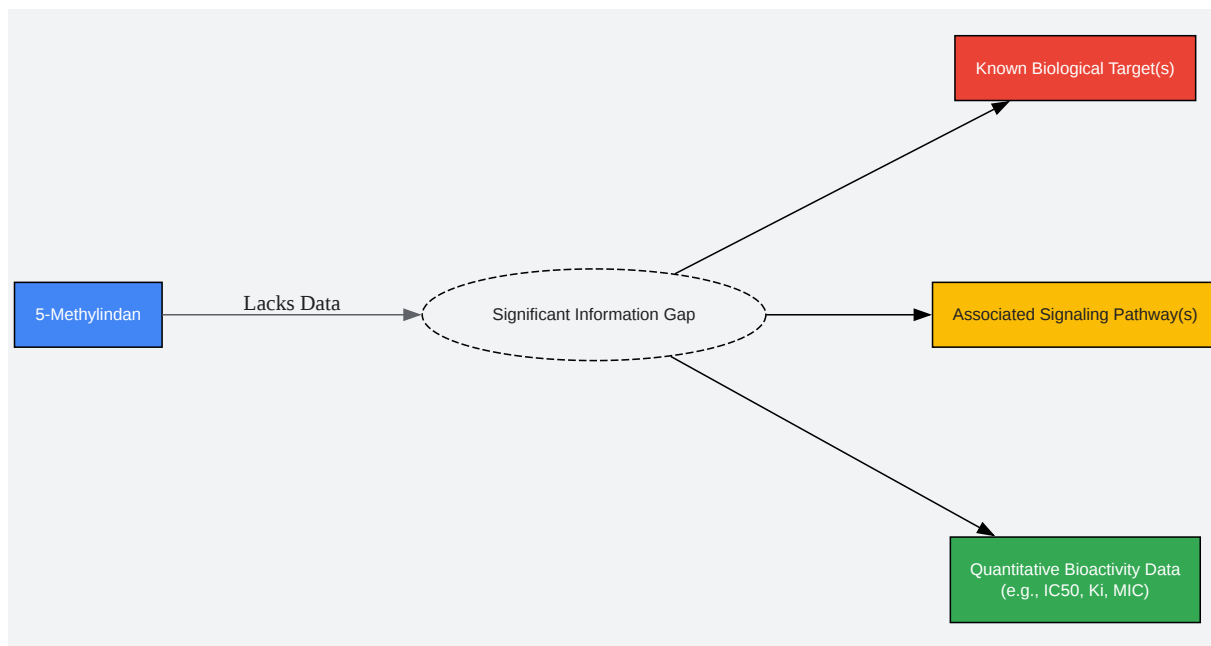 Known Biological Target(s)
5-Methylindan
Lacks Data
Significant Information Gap
Associated Signaling Pathway(s)
Quantitative Bioactivity Data
(e.g., IC50, Ki, MIC)